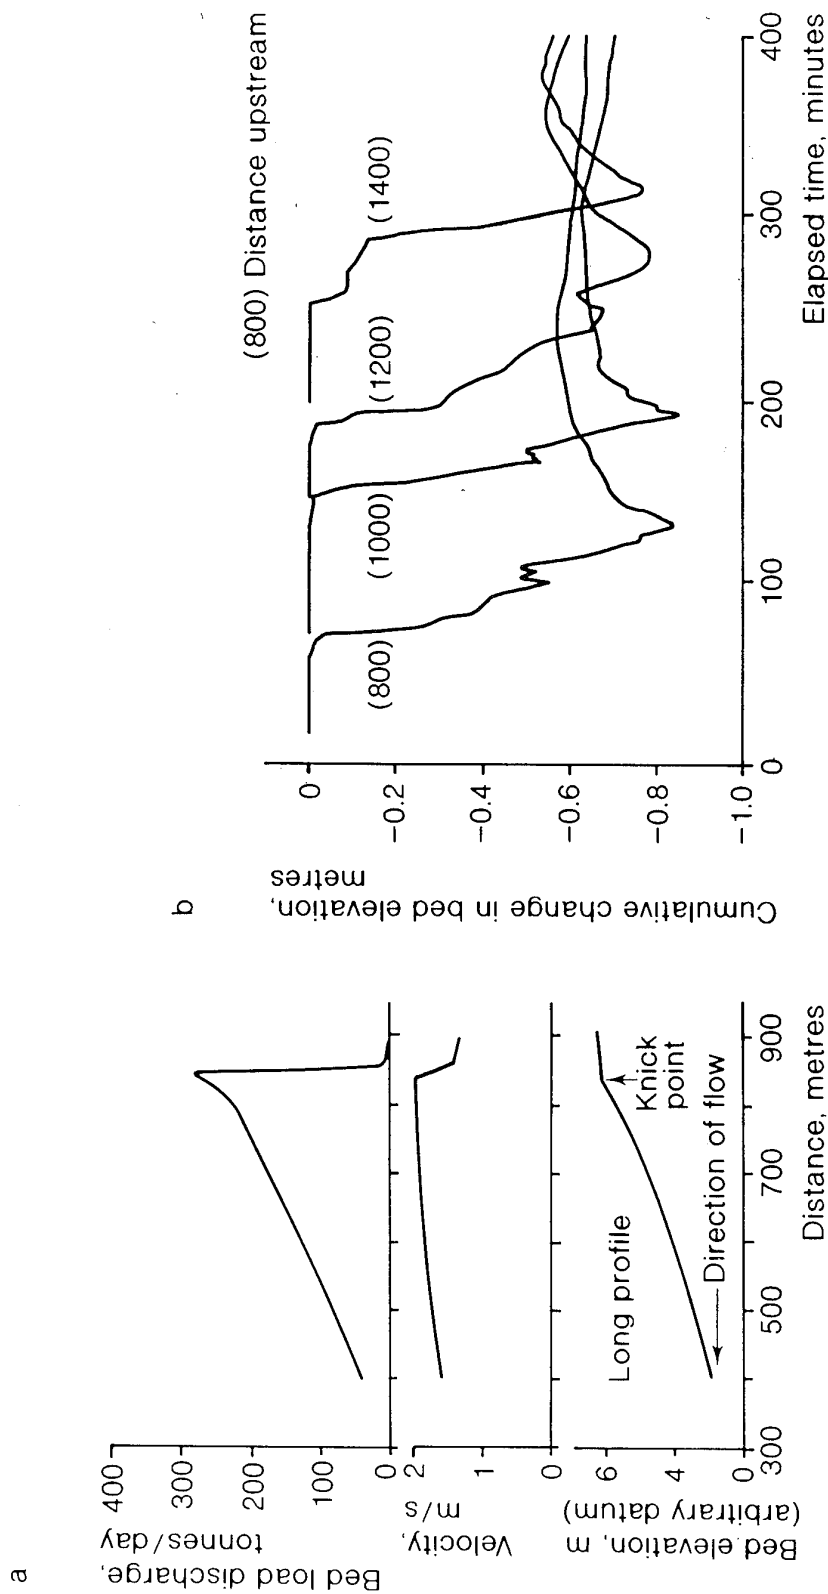 a
Bed load discharge,
tonnes/day
400
300
200
100
0
Velocity,
m/s
2
1
0
Bed elevation, m
(arbitrary datum)
6
4
0
Long profile
Knick
point
Direction of flow
300
500
700
900
Distance, metres
b
Cumulative change in bed elevation,
metres
0
−0.2
−0.4
−0.6
−0.8
−1.0
(800) Distance upstream
(800)
(1000)
(1200)
(1400)
0
100
200
300
400
Elapsed time, minutes